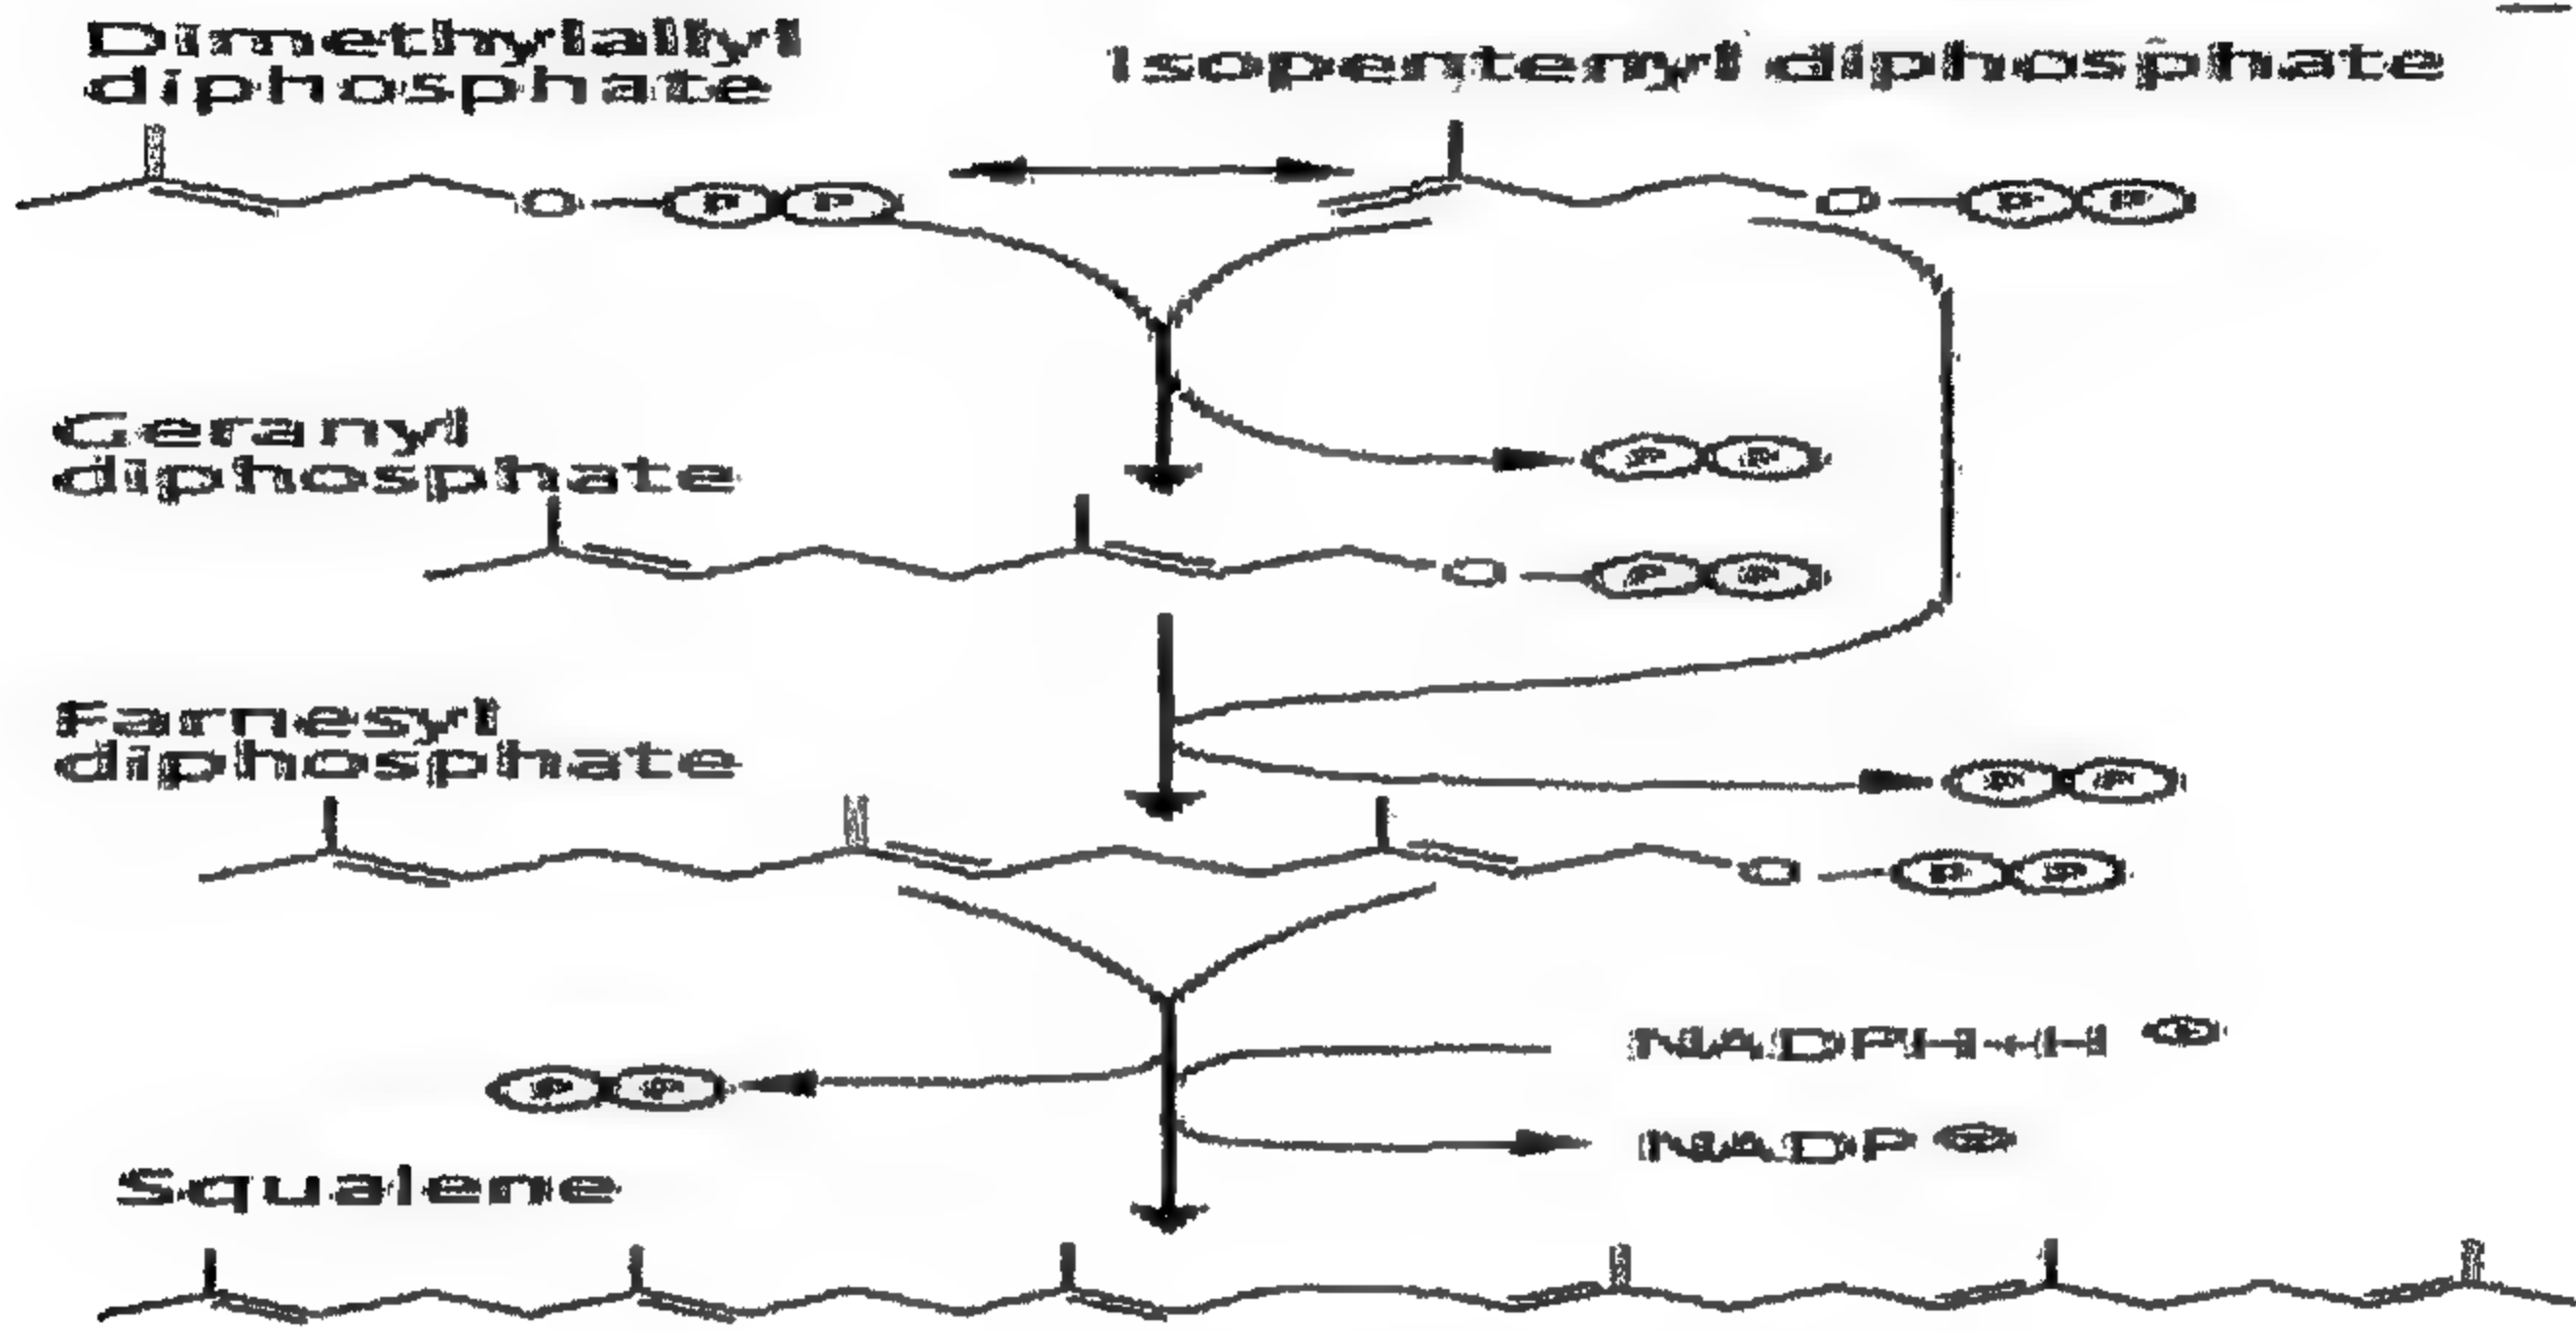 Dimethylallyl
diphosphate
Isopentenyl diphosphate
O P P
O P P
Geranyl
diphosphate
P P
O P P
Farnesyl
diphosphate
P P
O P P
NADPH+H +
P P
NADP +
Squalene